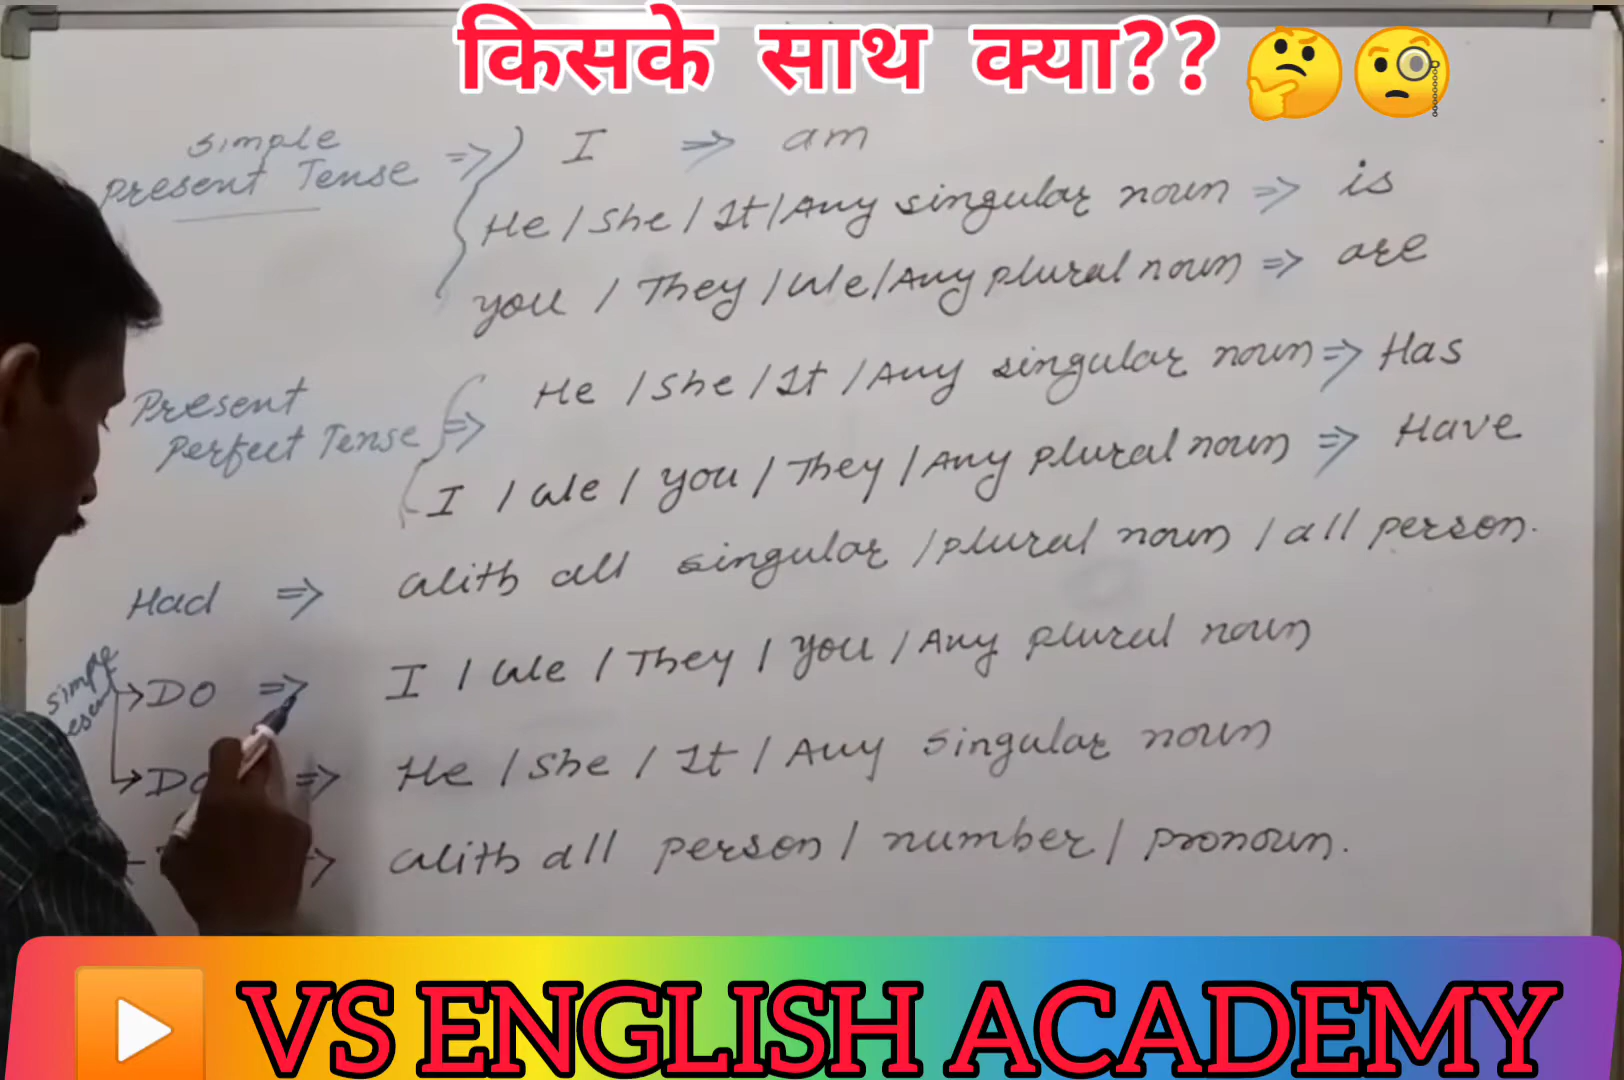 किसके साथ क्या??
Simple
Present Tense => I => am
He / She / It / Any singular noun => is
you / They / We / Any plural noun => are
Present
Perfect Tense => He / She / It / Any singular noun => Has
I / We / you / They / Any plural noun => Have
Had => With all singular / plural noun / all person.
Simple
Do => I / We / They / you / Any plural noun
=> He / She / It / Any singular noun
With all person / number / pronoun.
VS ENGLISH ACADEMY